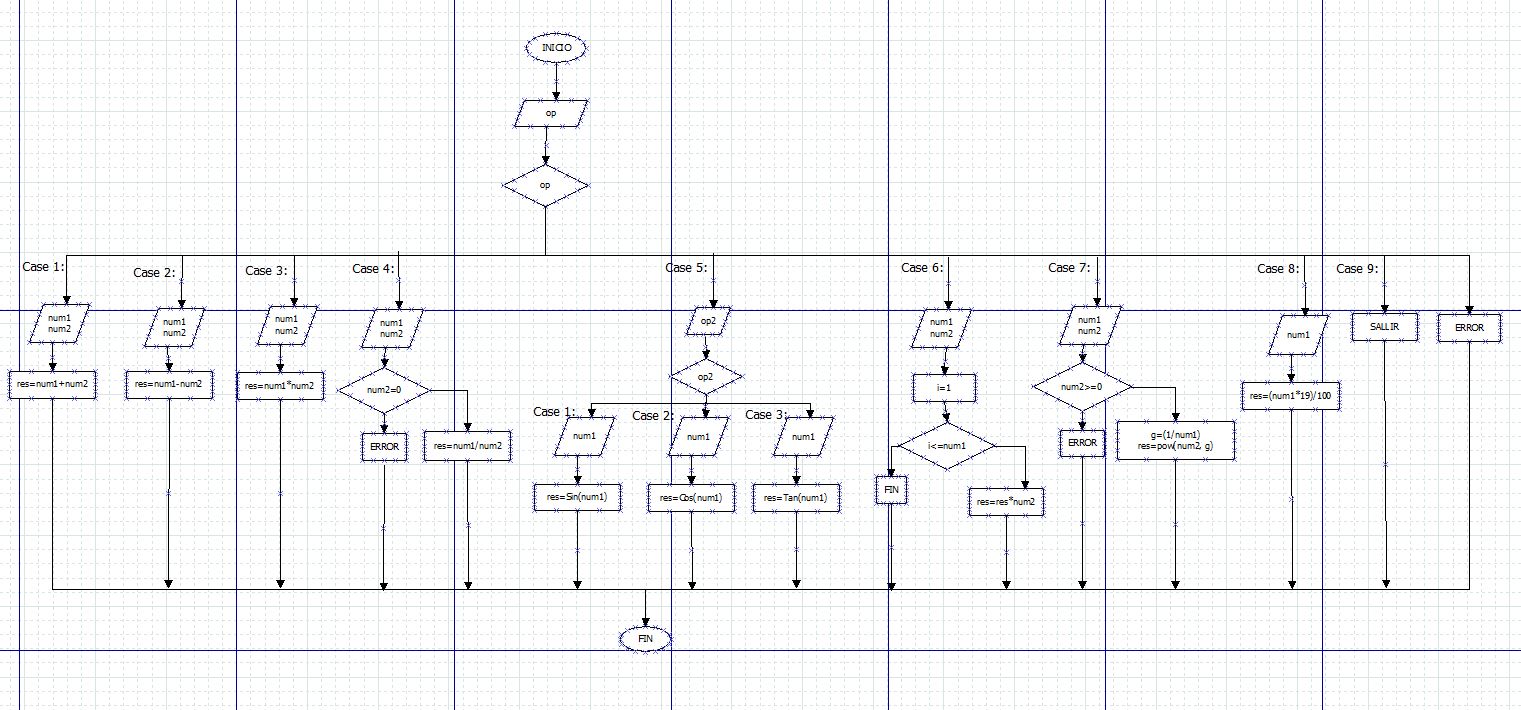 INICIO
op
op
Case 1:
Case 2:
Case 3:
Case 4:
Case 5:
Case 6:
Case 7:
Case 8:
Case 9:
num1
num2
num1
num2
num1
num2
num1
num2
op2
num1
num2
num1
num2
num1
SALLIR
ERROR
res=num1+num2
res=num1-num2
res=num1*num2
num2=0
op2
i=1
num2>=0
res=(num1*19)/100
ERROR
res=num1/num2
Case 1:
Case 2:
Case 3:
num1
num1
num1
i<=num1
ERROR
g=(1/num1)
res=pow(num2, g)
res=Sin(num1)
res=Cos(num1)
res=Tan(num1)
FIN
res=res*num2
FIN